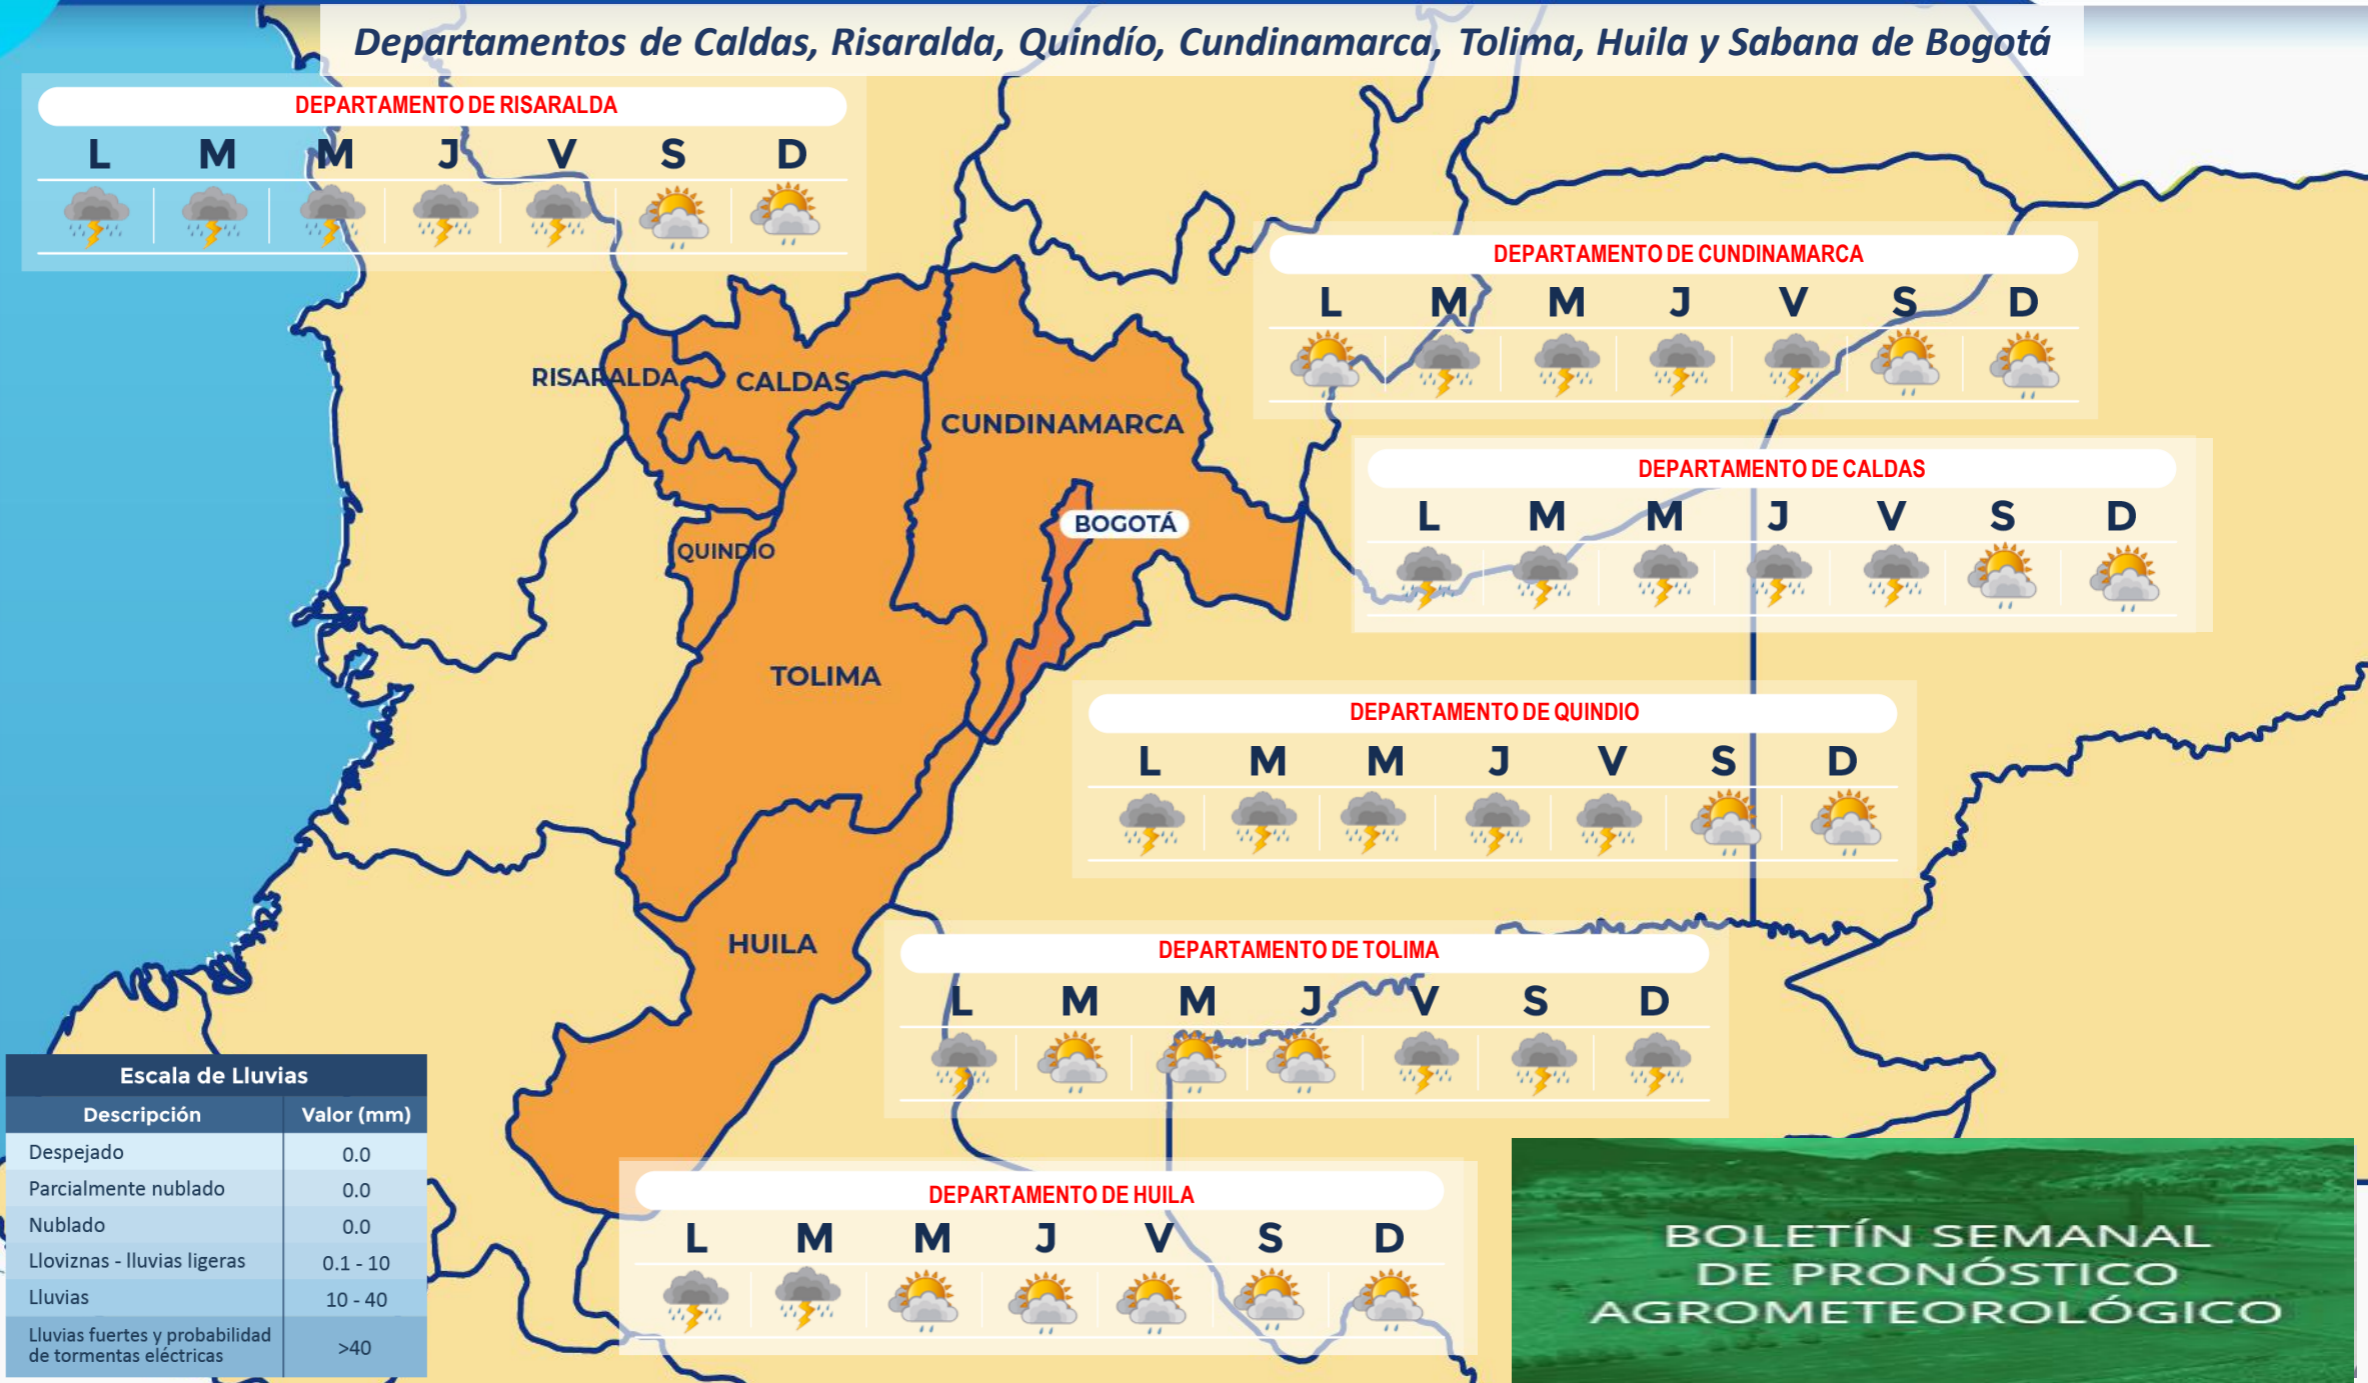 Departamentos de Caldas, Risaralda, Quindío, Cundinamarca, Tolima, Huila y Sabana de Bogotá
DEPARTAMENTO DE RISARALDA
L M M J V S D
DEPARTAMENTO DE CUNDINAMARCA
L M M J V S D
RISARALDA
CALDAS
CUNDINAMARCA
DEPARTAMENTO DE CALDAS
L M M J V S D
BOGOTÁ
QUINDIO
TOLIMA
DEPARTAMENTO DE QUINDIO
L M M J V S D
HUILA
DEPARTAMENTO DE TOLIMA
L M M J V S D
Escala de Lluvias
Descripción Valor (mm)
Despejado 0.0
Parcialmente nublado 0.0
Nublado 0.0
Lloviznas - lluvias ligeras 0.1 - 10
Lluvias 10 - 40
Lluvias fuertes y probabilidad
de tormentas eléctricas >40
DEPARTAMENTO DE HUILA
L M M J V S D
BOLETÍN SEMANAL
DE PRONÓSTICO
AGROMETEOROLÓGICO